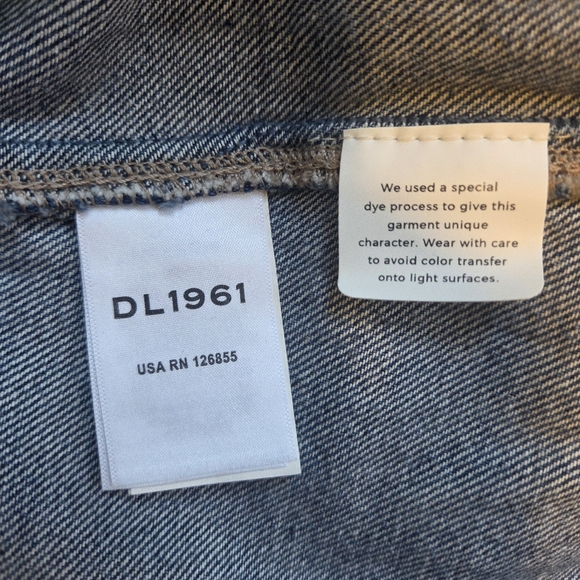 DL1961
USA RN 126855
We used a special
dye process to give this
garment unique
character. Wear with care
to avoid color transfer
onto light surfaces.